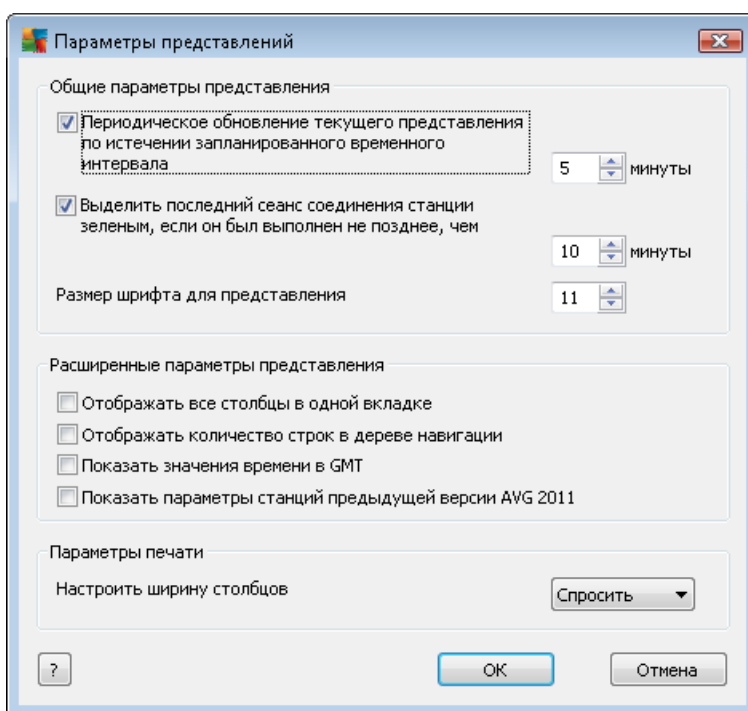 Параметры представлений
Общие параметры представления
Периодическое обновление текущего представления
по истечении запланированного временного
интервала
5 минуты
Выделить последний сеанс соединения станции
зеленым, если он был выполнен не позднее, чем
10 минуты
Размер шрифта для представления 11
Расширенные параметры представления
Отображать все столбцы в одной вкладке
Отображать количество строк в дереве навигации
Показать значения времени в GMT
Показать параметры станций предыдущей версии AVG 2011
Параметры печати
Настроить ширину столбцов Спросить
? OK Отмена